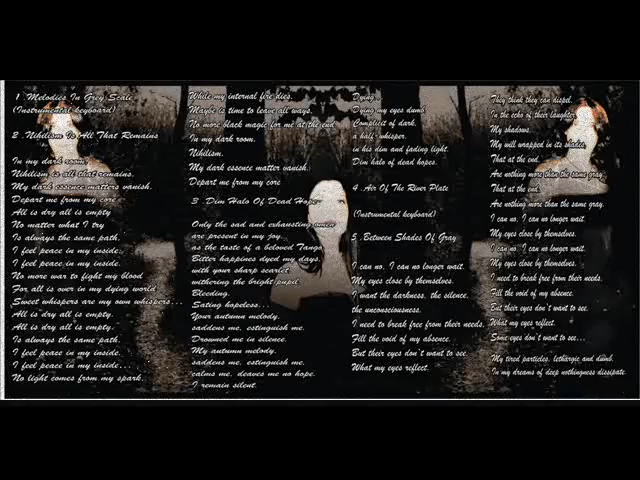 1 .Melodies In Grey Scale
(Instrumental keyboard)
2 .Nihilism Is All That Remains
In my dark room,
Nihilism is all that remains.
My dark essence matters vanish.
Depart me from my core
All is dry all is empty
No matter what I try
Is always the same path.
I feel peace in my inside.
I feel peace in my inside.
No more war to fight my blood
For all is over in my dying world
Sweet whispers are my own whispers...
All is dry all is empty.
All is dry all is empty.
Is always the same path.
I feel peace in my inside.
I feel peace in my inside....
No light comes from my spark.
While my internal fire dies.
Maybe is time to leave all ways.
No more black magic for me at the end
In my dark room.
Nihilism.
My dark essence matter vanish.
Depart me from my core
3 .Dim Halo Of Dead Hope
Only the sad and exhausting omen
are present in my joy.
as the taste of a beloved Tango
Bitter happines dyed my days,
with your sharp scarlet
withering the bright pupil.
Bleeding.
Sating hopeless...
Your autumn melody.
saddens me, estinguish me.
Drowned me in silence.
My autumn melody.
saddens me, estinguish me.
calms me, deaves me no hope.
I remain silent.
Dying.
Dying my eyes dumb
Complicit of dark,
a half- whisper.
in his dim and fading light
Dim halo of dead hopes.
4 .Air Of The River Plate
(Instrumental keyboard)
5 .Between Shades Of Gray
I can no, I can no longer wait.
My eyes close by themselves.
I want the darkness, the silence,
the unconsciousness.
I need to break free from their needs,
Fill the void of my absence.
But their eyes don't want to see.
What my eyes reflect.
They think they can dispel.
In the echo of their laughter
My shadows.
My will wrapped in its shades
That at the end.
Are nothing more than the same gray.
That at the end.
Are nothing more than the same gray.
I can no, I can no longer wait.
My eyes close by themselves.
I can no, I can no longer wait.
My eyes close by themselves.
I need to break free from their needs.
Fill the void of my absence.
But their eyes don't want to see.
What my eyes reflect.
Some eyes don't want to see...
My tired particles, lethargic and dumb.
In my dreams of deep nothingness dissipate.